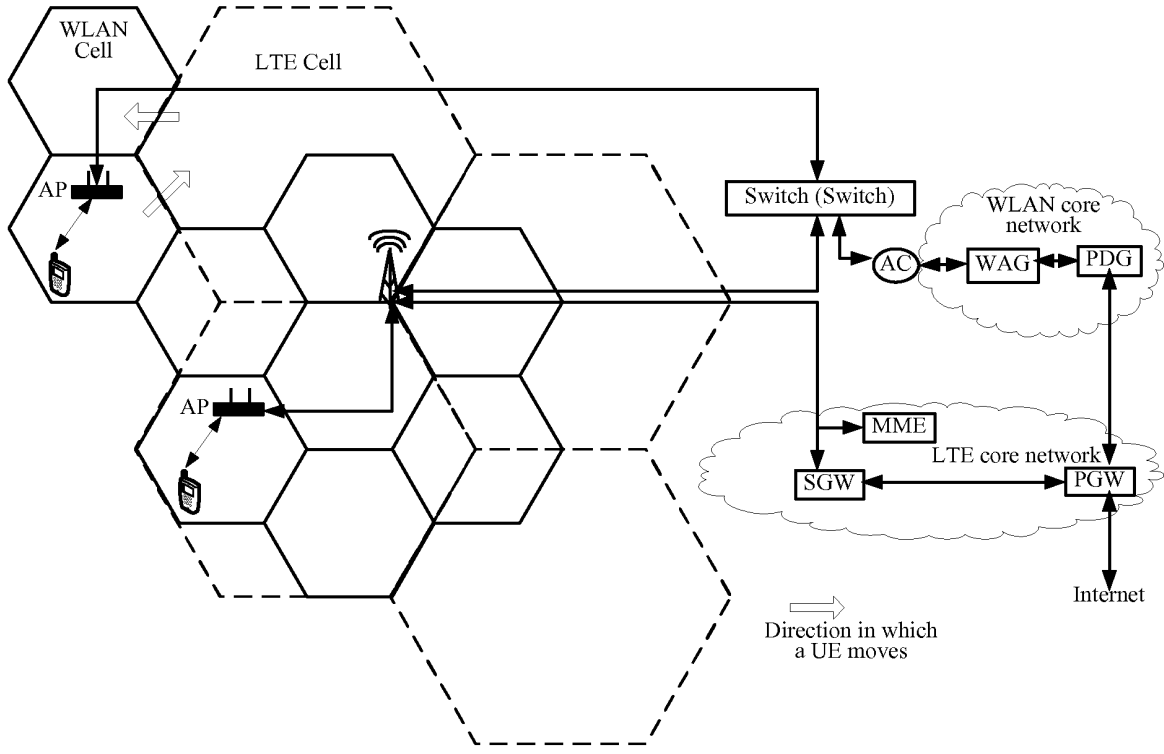 WLAN
Cell
LTE Cell
AP
Switch (Switch)
WLAN core
network
AC
WAG
PDG
AP
MME
LTE core network
SGW
PGW
Internet
Direction in which
a UE moves